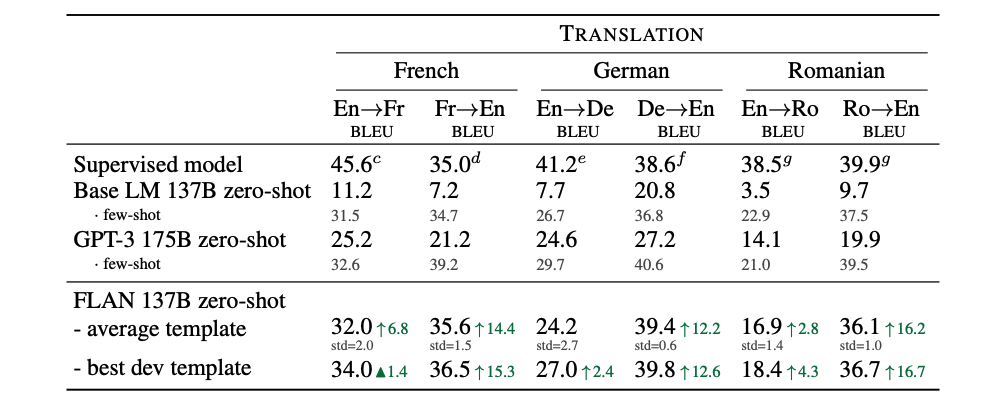 TRANSLATION
French German Romanian
En→Fr Fr→En En→De De→En En→Ro Ro→En
BLEU BLEU BLEU BLEU BLEU BLEU
Supervised model 45.6c 35.0d 41.2e 38.6f 38.5g 39.9g
Base LM 137B zero-shot 11.2 7.2 7.7 20.8 3.5 9.7
· few-shot 31.5 34.7 26.7 36.8 22.9 37.5
GPT-3 175B zero-shot 25.2 21.2 24.6 27.2 14.1 19.9
· few-shot 32.6 39.2 29.7 40.6 21.0 39.5
FLAN 137B zero-shot
- average template 32.0 ↑6.8 35.6 ↑14.4 24.2 39.4 ↑12.2 16.9 ↑2.8 36.1 ↑16.2
std=2.0 std=1.5 std=2.7 std=0.6 std=1.4 std=1.0
- best dev template 34.0 ▲1.4 36.5 ↑15.3 27.0 ↑2.4 39.8 ↑12.6 18.4 ↑4.3 36.7 ↑16.7